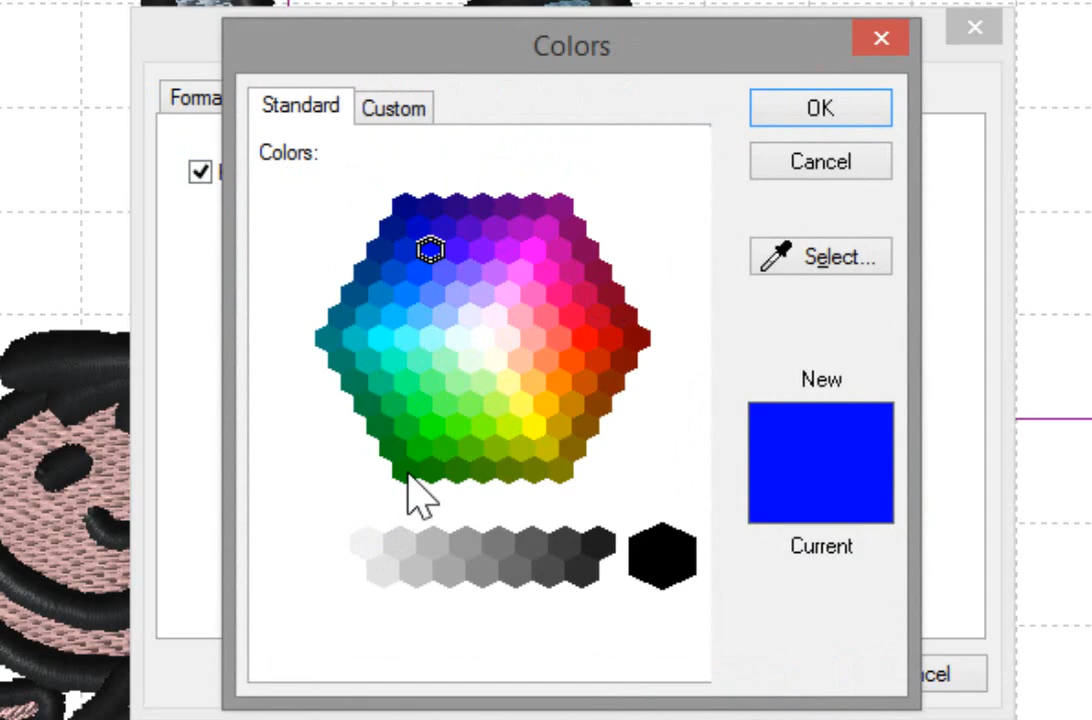 Colors
Forma
Standard
Custom
OK
Colors:
Cancel
Select...
New
Current
ncel